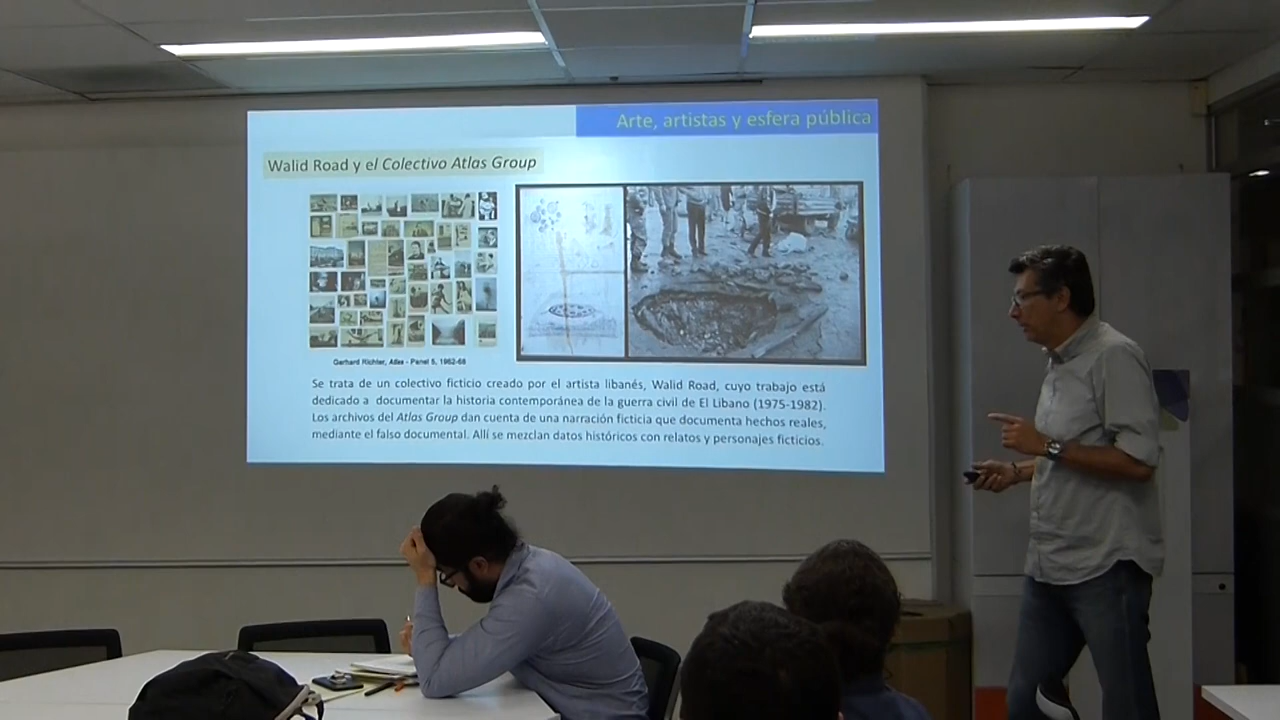 Arte, artistas y esfera pública
Walid Road y el Colectivo Atlas Group
Gerhard Richter, Atlas - Panel 5, 1962-68
Se trata de un colectivo ficticio creado por el artista libanés, Walid Road, cuyo trabajo está
dedicado a documentar la historia contemporánea de la guerra civil de El Libano (1975-1982).
Los archivos del Atlas Group dan cuenta de una narración ficticia que documenta hechos reales,
mediante el falso documental. Allí se mezclan datos históricos con relatos y personajes ficticios.